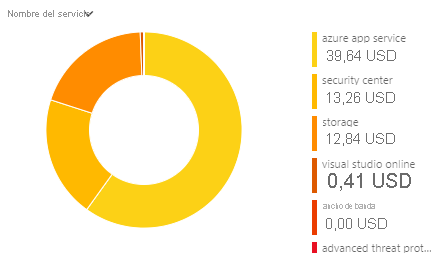 Nombre del servicio
azure app service
39,64 USD
security center
13,26 USD
storage
12,84 USD
visual studio online
0,41 USD
ancho de banda
0,00 USD
advanced threat prot...